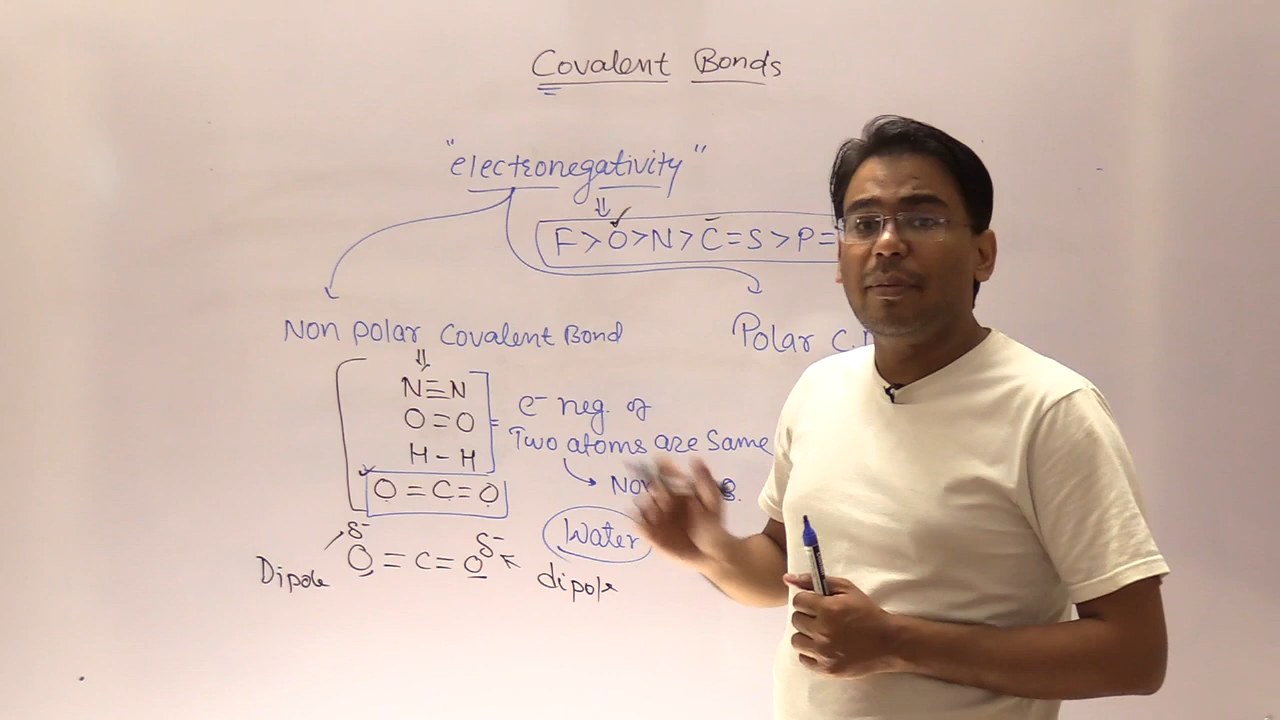 Covalent Bonds
"electronegativity"
F > O > N > C = S > P =
Non polar Covalent Bond
Polar C.
N≡N
O=O
H-H
O=C=O
= e- neg. of
Two atoms are Same
Water
δ- δ-
O=C=O
Dipole
dipole